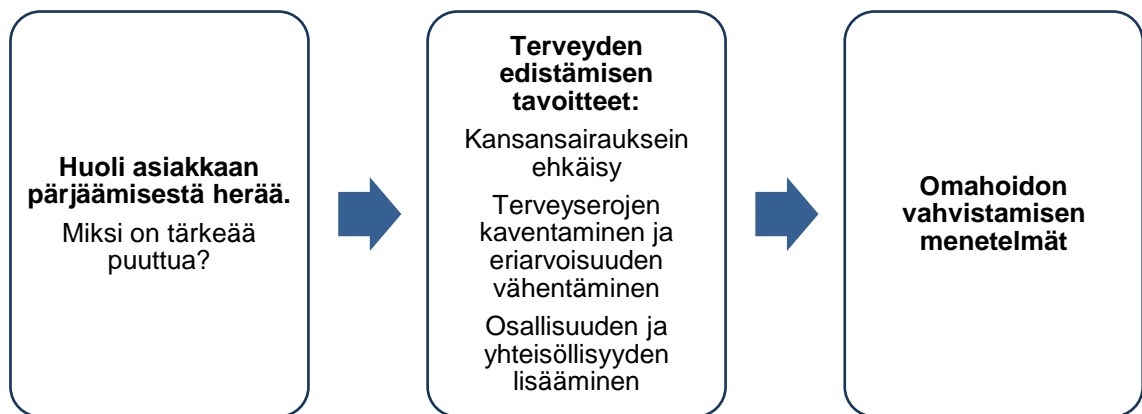 Huoli asiakkaan
pärjäämisestä herää.
Miksi on tärkeää
puuttua?
Terveyden
edistämisen
tavoitteet:
Kansansairauksein
ehkäisy
Terveyserojen
kaventaminen ja
eriarvoisuuden
vähentäminen
Osallisuuden ja
yhteisöllisyyden
lisääminen
Omahoidon
vahvistamisen
menetelmät